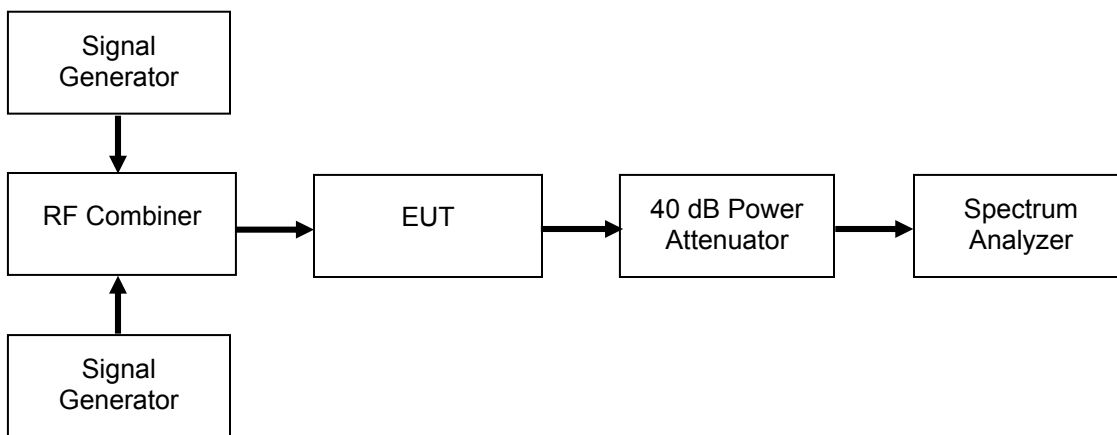 Signal
Generator
RF Combiner
EUT
40 dB Power
Attenuator
Spectrum
Analyzer
Signal
Generator